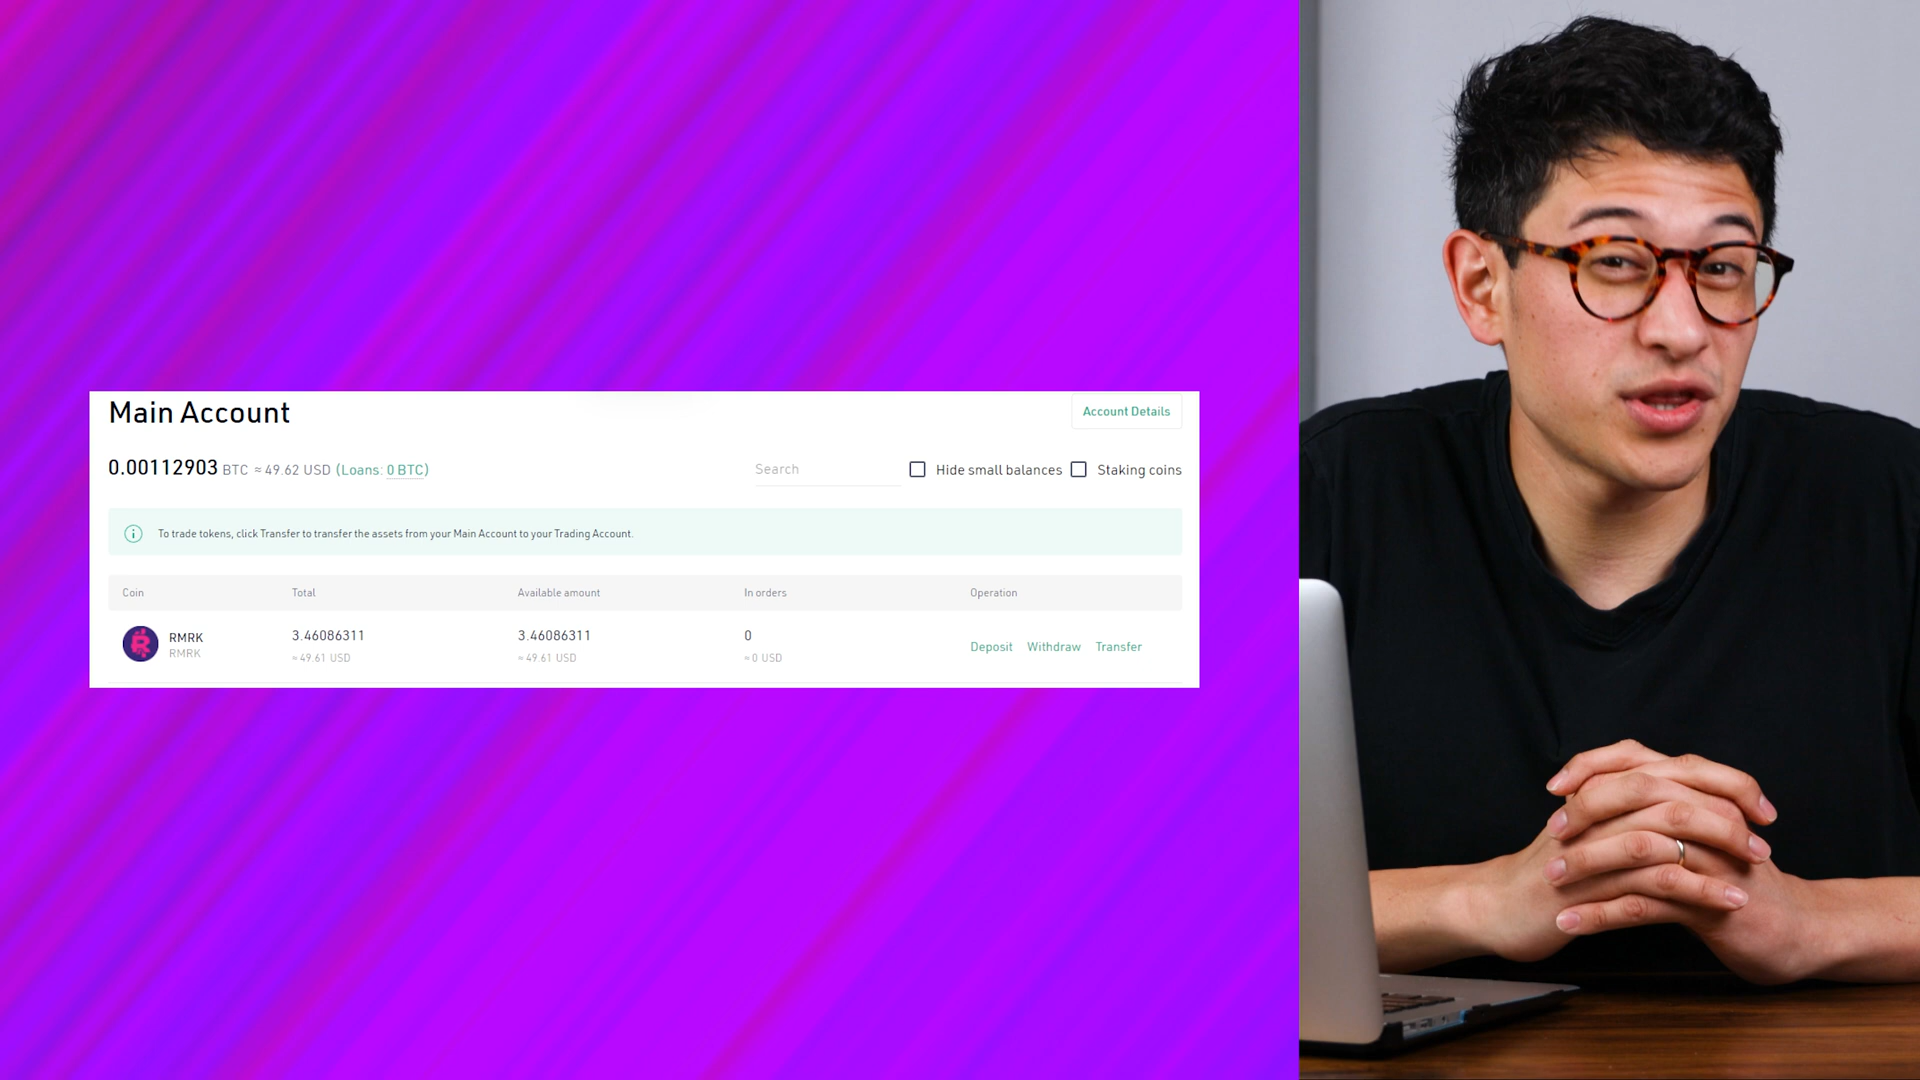 Main Account
Account Details
0.00112903 BTC ≈ 49.62 USD (Loans: 0 BTC)
Search
Hide small balances
Staking coins
To trade tokens, click Transfer to transfer the assets from your Main Account to your Trading Account.
Coin Total Available amount In orders Operation
RMRK 3.46086311 3.46086311 0
RMRK ≈ 49.61 USD ≈ 49.61 USD ≈ 0 USD
Deposit Withdraw Transfer